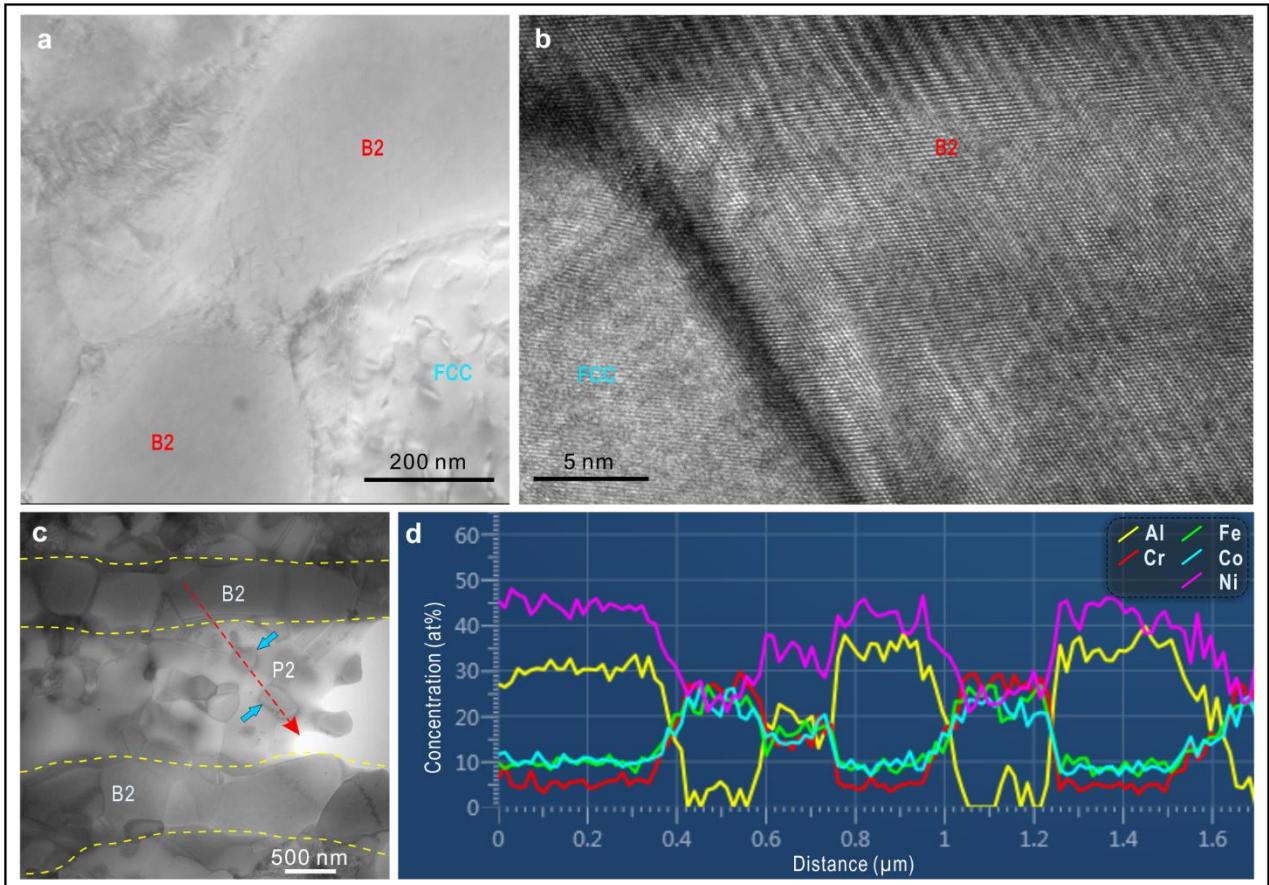 a
B2
FCC
B2
200 nm
b
B2
FCC
5 nm
c
B2
P2
B2
500 nm
d
Al Fe
Cr Co
Ni
Concentration (at%)
60
50
40
30
20
10
0
0 0.2 0.4 0.6 0.8 1 1.2 1.4 1.6
Distance (µm)